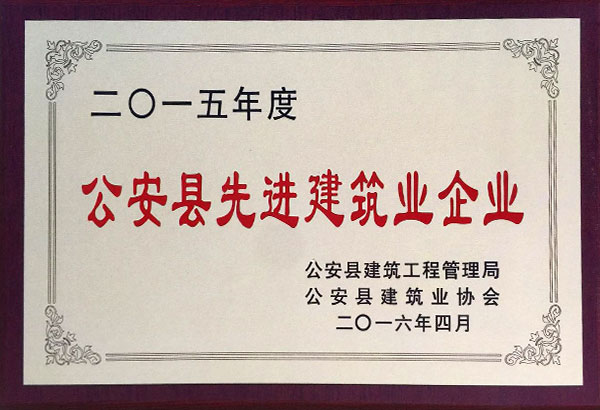 二〇一五年度
公安县先进建筑业企业
公安县建筑工程管理局
公安县建筑业协会
二〇一六年四月